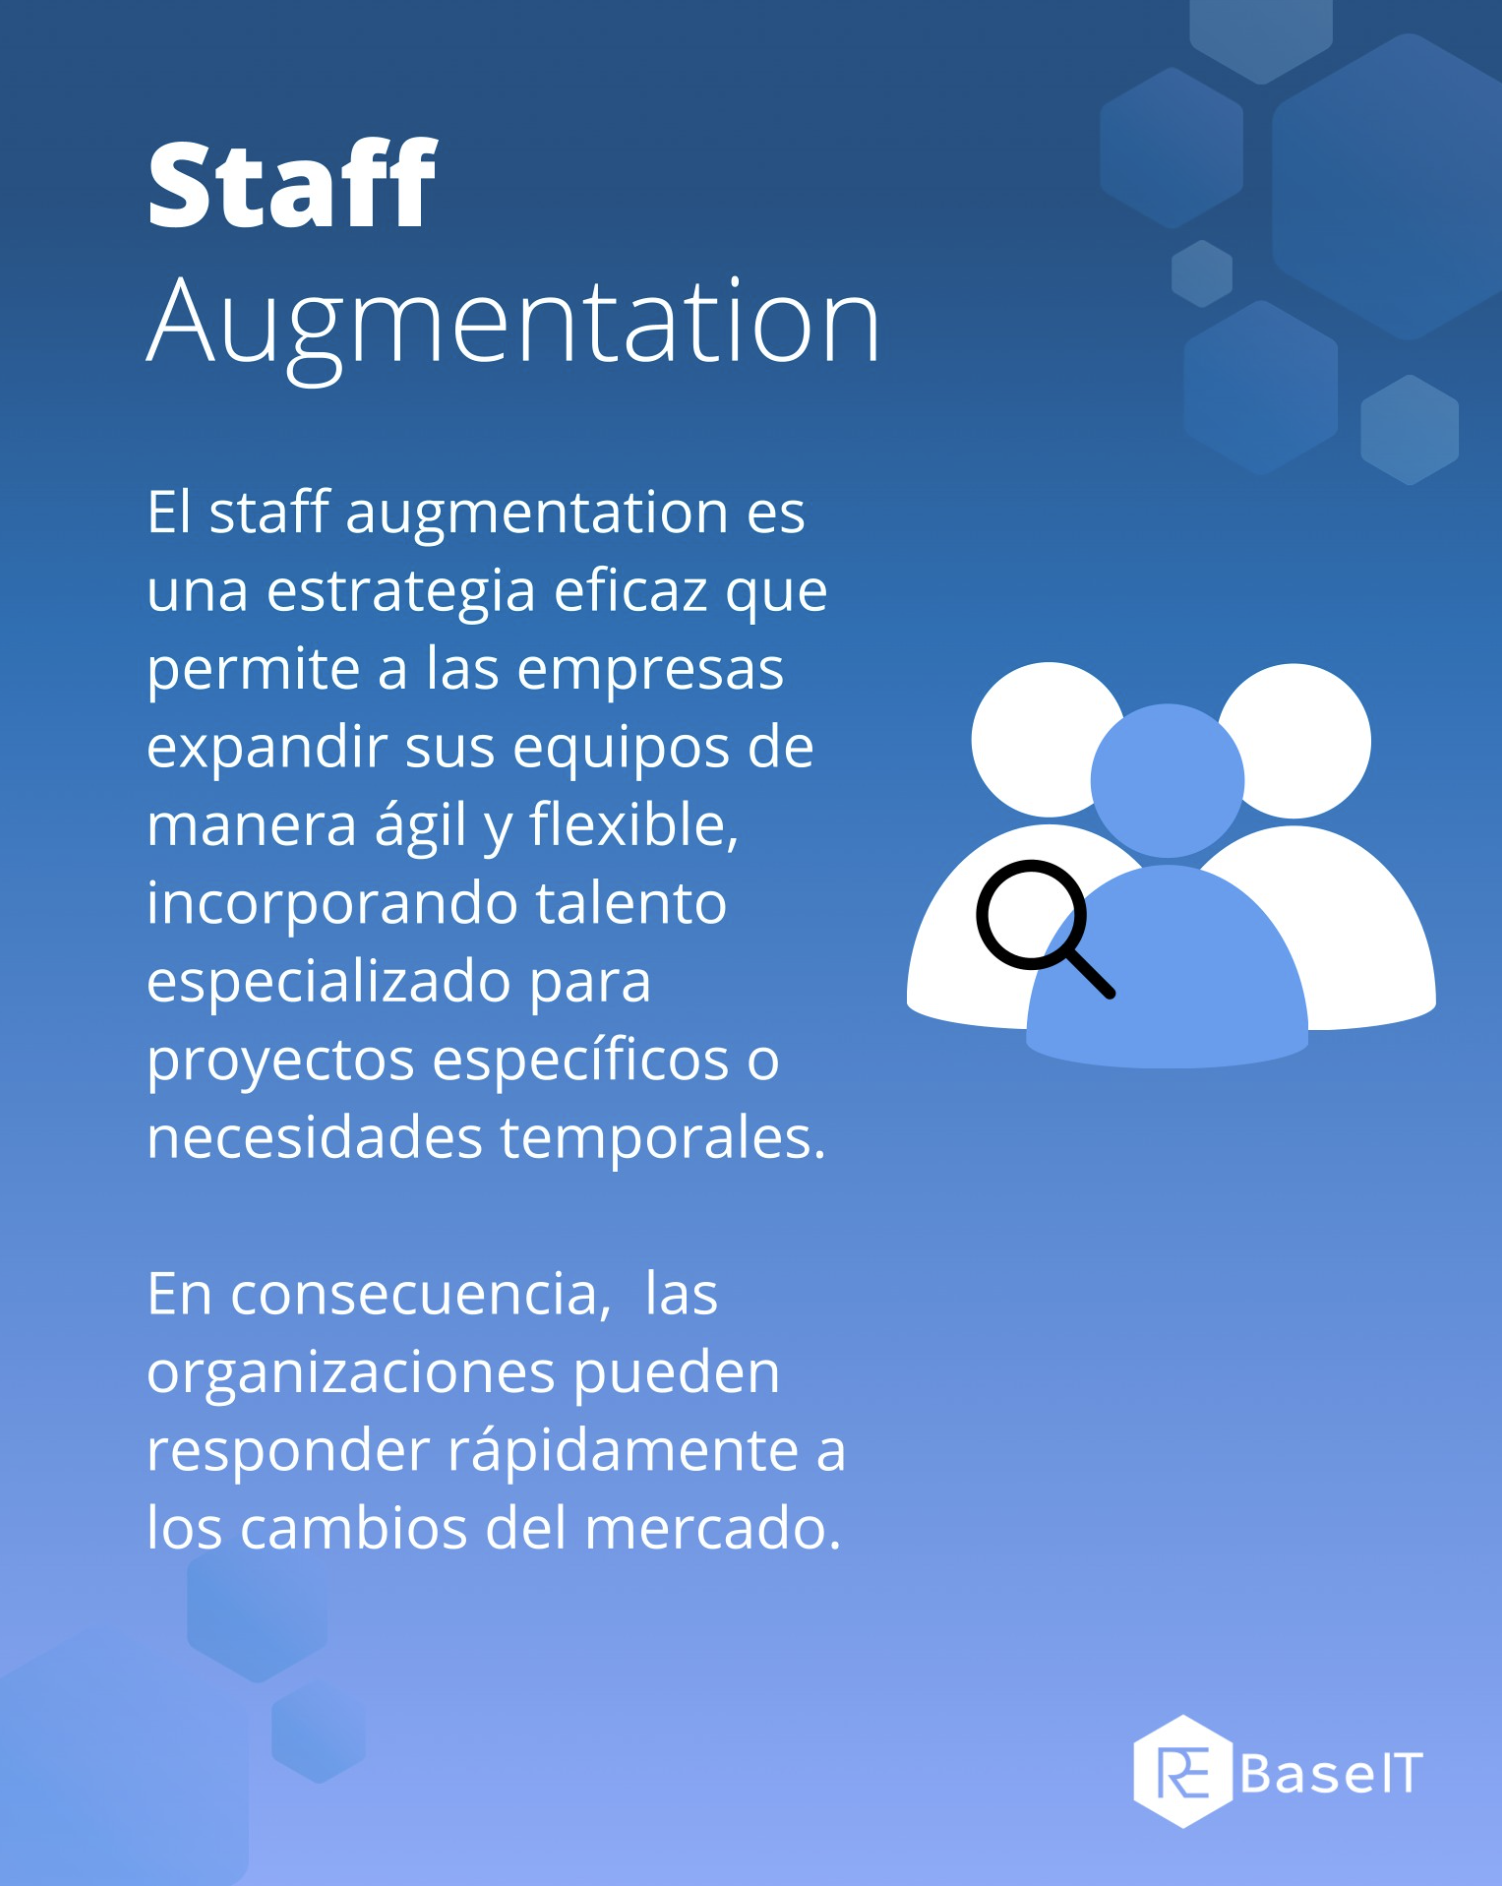 Staff
Augmentation
El staff augmentation es
una estrategia eficaz que
permite a las empresas
expandir sus equipos de
manera ágil y flexible,
incorporando talento
especializado para
proyectos específicos o
necesidades temporales.
En consecuencia,  las
organizaciones pueden
responder rápidamente a
los cambios del mercado.
RE BaseIT